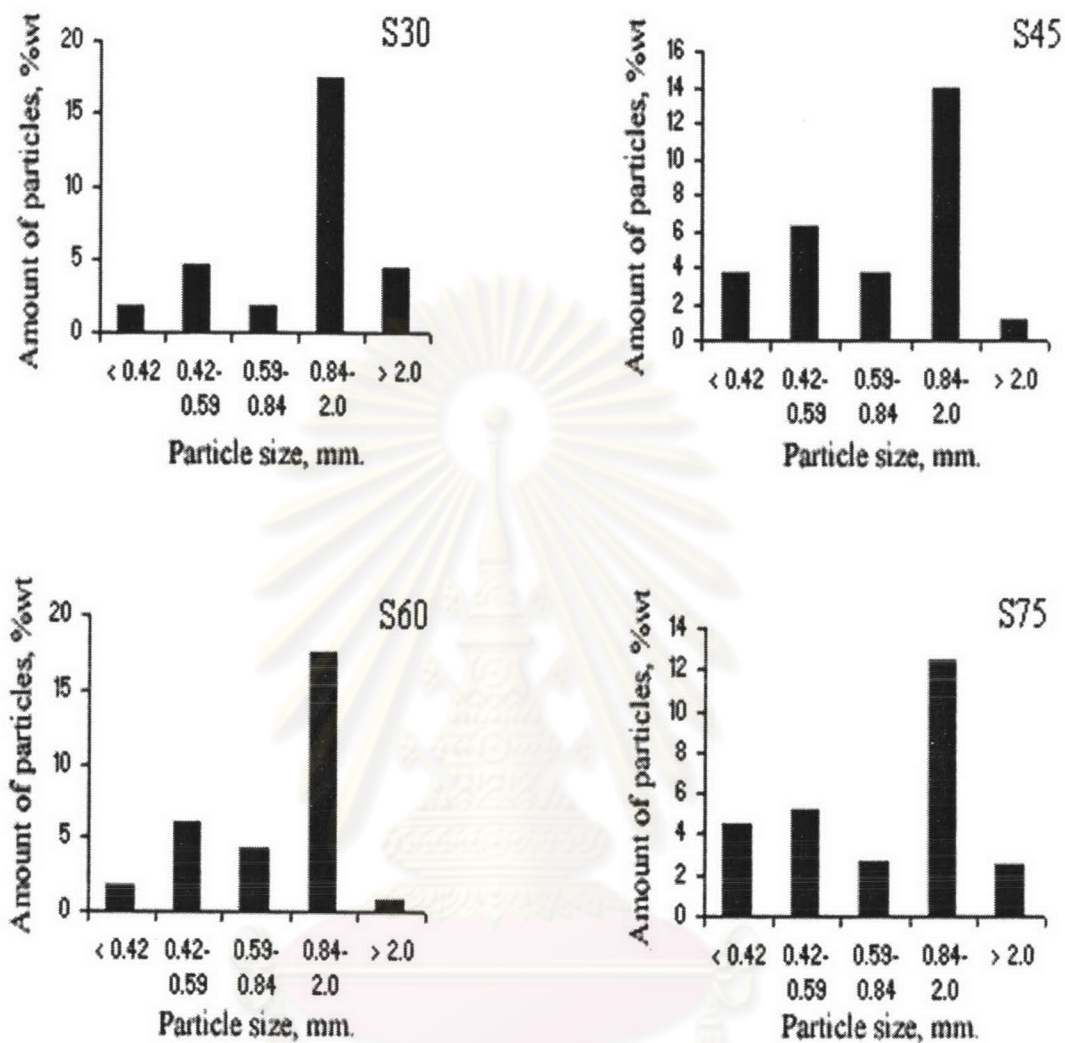 S30
Amount of particles, %wt
20
15
10
5
0
< 0.42 0.42- 0.59- 0.84- > 2.0
0.59 0.84 2.0
Particle size, mm.
S45
Amount of particles, %wt
16
14
12
10
8
6
4
2
0
< 0.42 0.42- 0.59- 0.84- > 2.0
0.59 0.84 2.0
Particle size, mm.
S60
Amount of particles, %wt
20
15
10
5
0
< 0.42 0.42- 0.59- 0.84- > 2.0
0.59 0.84 2.0
Particle size, mm.
S75
Amount of particles, %wt
14
12
10
8
6
4
2
0
< 0.42 0.42- 0.59- 0.84- > 2.0
0.59 0.84 2.0
Particle size, mm.